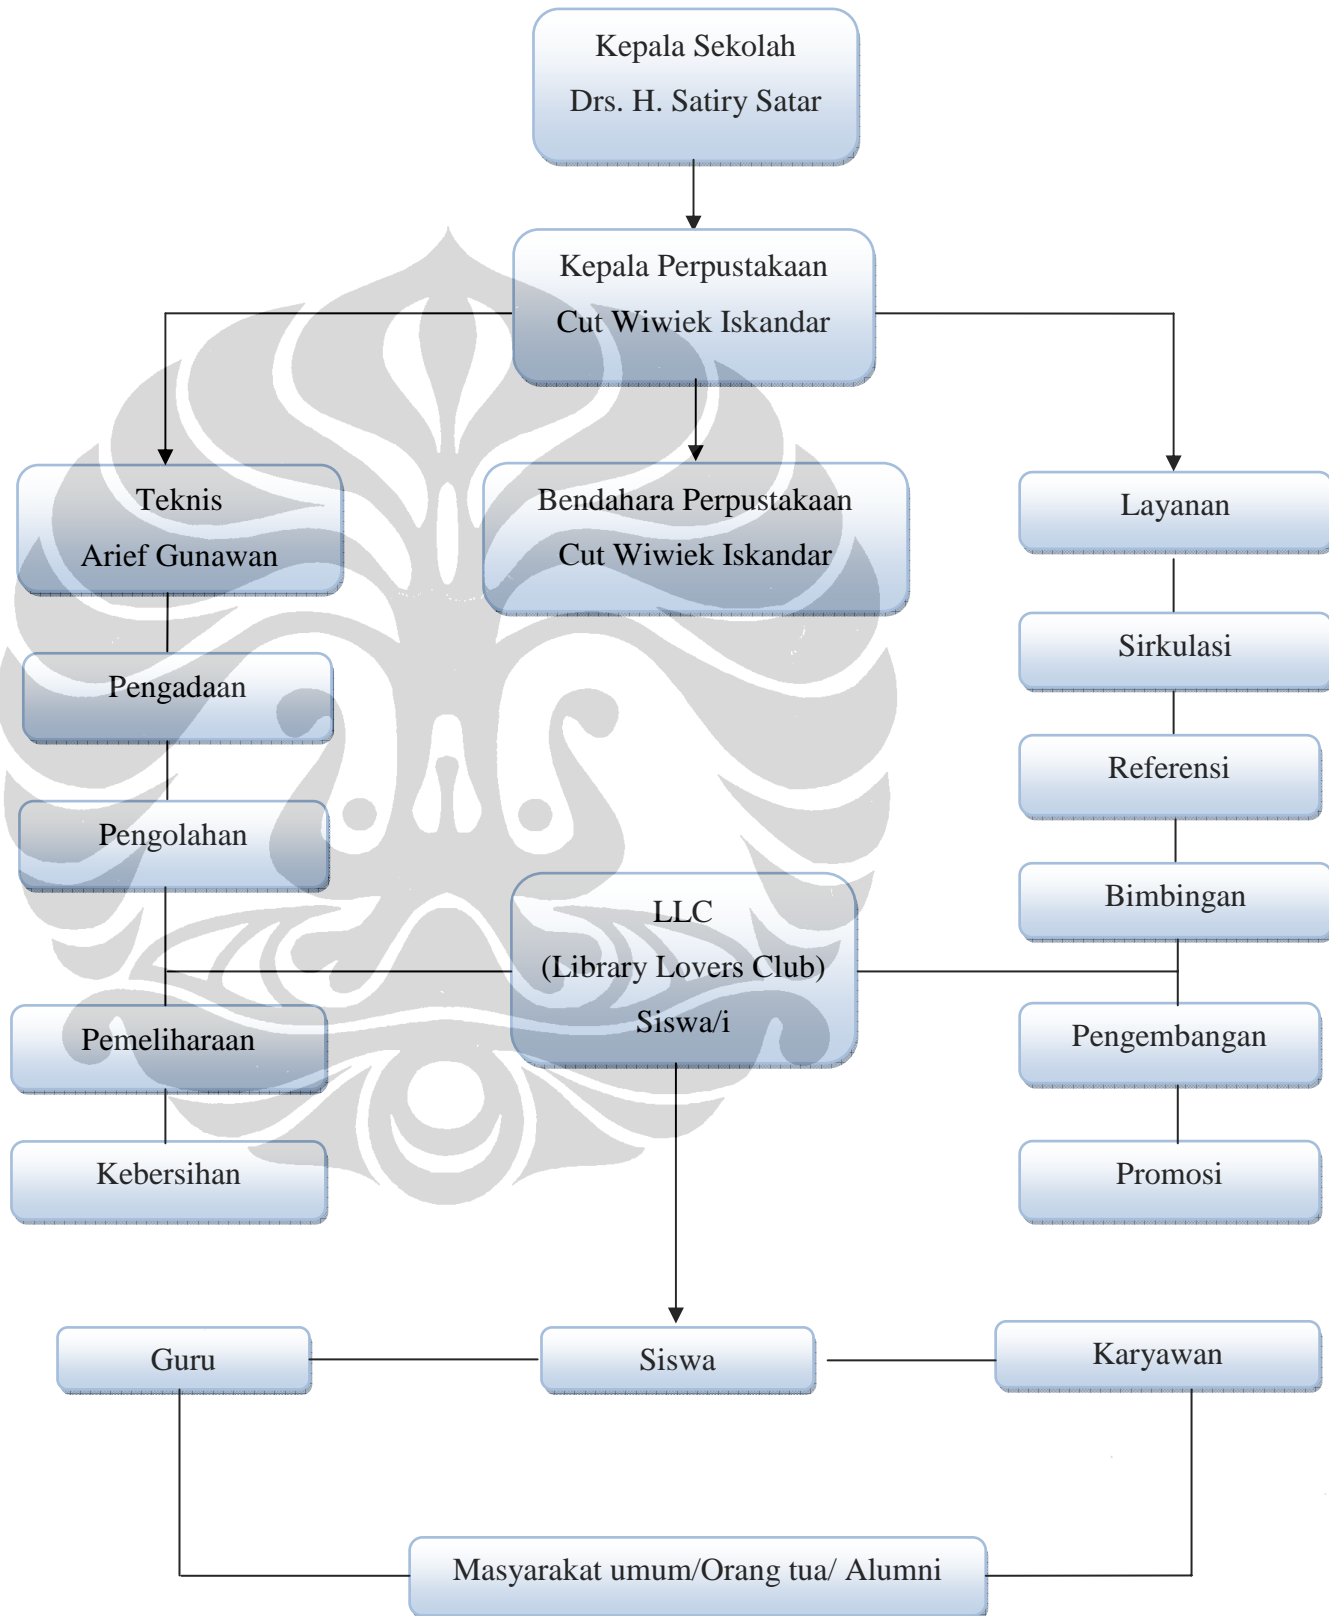 Kepala Sekolah
Drs. H. Satiry Satar
Kepala Perpustakaan
Cut Wiwiek Iskandar
Teknis
Arief Gunawan
Bendahara Perpustakaan
Cut Wiwiek Iskandar
Layanan
Sirkulasi
Pengadaan
Referensi
Pengolahan
Bimbingan
LLC
(Library Lovers Club)
Siswa/i
Pemeliharaan
Pengembangan
Kebersihan
Promosi
Guru
Siswa
Karyawan
Masyarakat umum/Orang tua/ Alumni